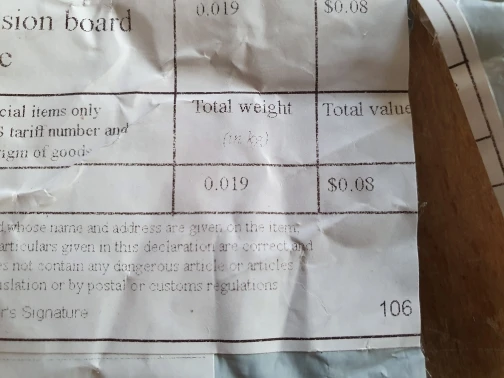 sion board 0.019 $0.08
c
cial items only Total weight Total value
S tariff number and (in kg)
rigin of goods
0.019 $0.08
d whose name and address are given on the item,
articulars given in this declaration are correct and
es not contain any dangerous article or articles
islation or by postal or customs regulations
r's Signature 106